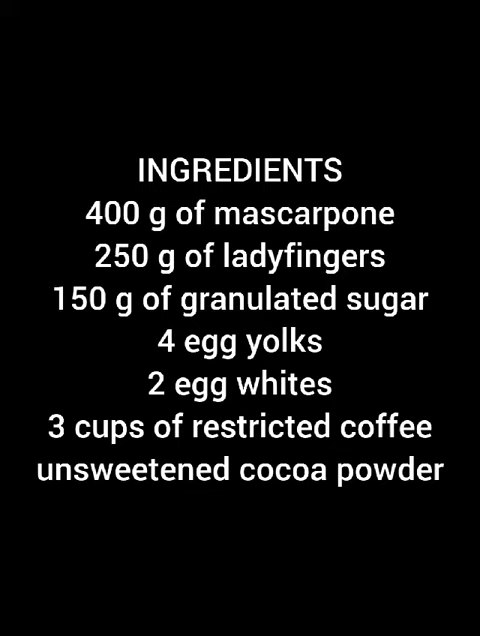 INGREDIENTS
400 g of mascarpone
250 g of ladyfingers
150 g of granulated sugar
4 egg yolks
2 egg whites
3 cups of restricted coffee
unsweetened cocoa powder